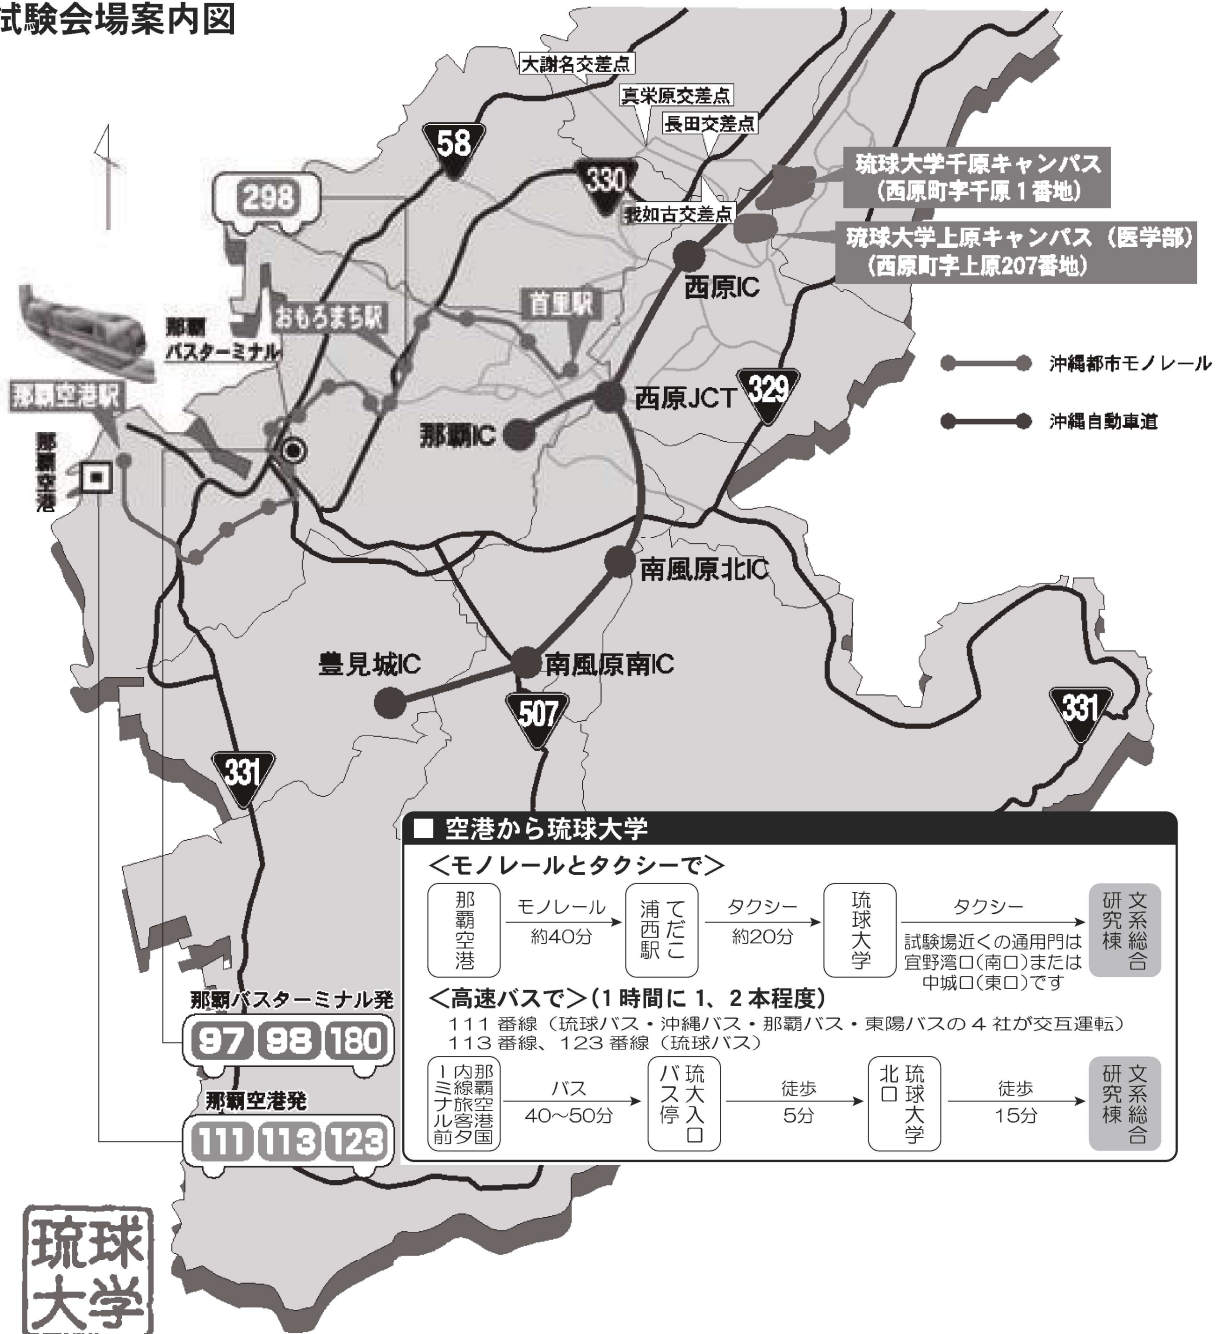 試験会場案内図
大謝名交差点
真栄原交差点
長田交差点
58
330
298
我如古交差点
琉球大学千原キャンパス
(西原町字千原1番地)
琉球大学上原キャンパス(医学部)
(西原町字上原207番地)
西原IC
首里駅
おもろまち駅
那覇
バスターミナル
那覇空港駅
那覇空港
沖縄都市モノレール
沖縄自動車道
西原JCT
329
那覇IC
南風原北IC
豊見城IC
南風原南IC
507
331
331
■ 空港から琉球大学
<モノレールとタクシーで>
那覇空港
モノレール
約40分
てだこ
浦西駅
タクシー
約20分
琉球大学
タクシー
試験場近くの通用門は
宜野湾口(南口)または
中城口(東口)です
文系総合
研究棟
<高速バスで>(1時間に1、2本程度)
111番線(琉球バス・沖縄バス・那覇バス・東陽バスの4社が交互運転)
113番線、123番線(琉球バス)
那覇空港国
内線旅客タ
ーミナル前
バス
40~50分
琉大入口
バス停
徒歩
5分
琉球大学
北口
徒歩
15分
文系総合
研究棟
那覇バスターミナル発
97 98 180
那覇空港発
111 113 123
琉球
大学